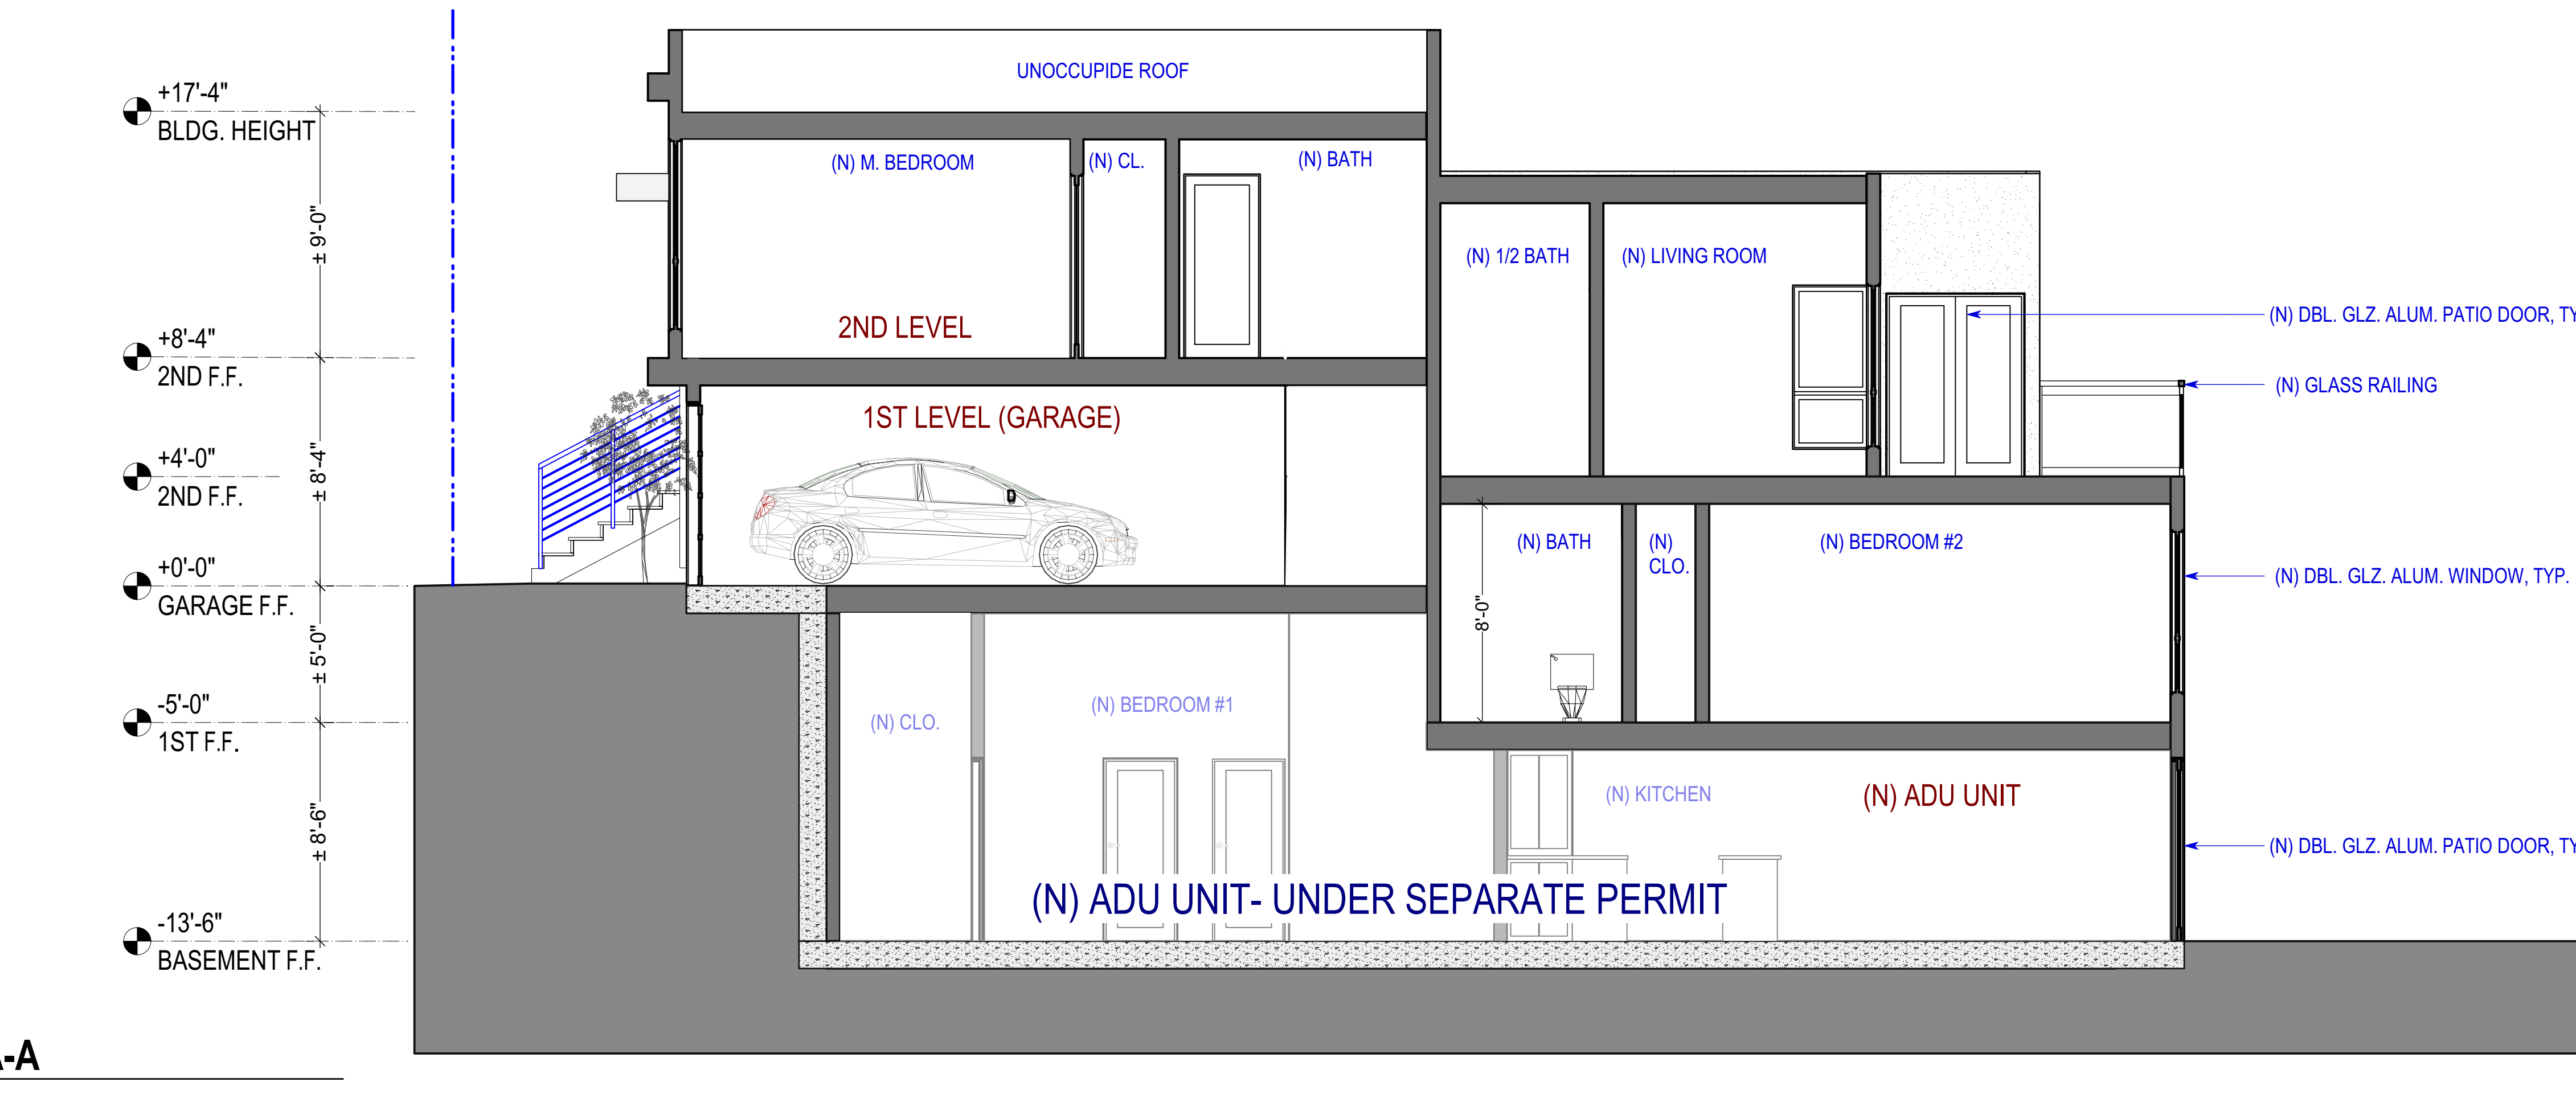 UNOCCUPIDE ROOF
+17'-4"
BLDG. HEIGHT
(N) M. BEDROOM
(N) CL.
(N) BATH
± 9'-0"
(N) 1/2 BATH
(N) LIVING ROOM
2ND LEVEL
(N) DBL. GLZ. ALUM. PATIO DOOR, TY
+8'-4"
2ND F.F.
(N) GLASS RAILING
1ST LEVEL (GARAGE)
± 8'-4"
+4'-0"
2ND F.F.
(N) BATH
(N)
CLO.
(N) BEDROOM #2
+0'-0"
GARAGE F.F.
(N) DBL. GLZ. ALUM. WINDOW, TYP.
8'-0"
± 5'-0"
-5'-0"
1ST F.F.
(N) CLO.
(N) BEDROOM #1
(N) KITCHEN
(N) ADU UNIT
± 8'-6"
(N) DBL. GLZ. ALUM. PATIO DOOR, TY
(N) ADU UNIT- UNDER SEPARATE PERMIT
-13'-6"
BASEMENT F.F.
A-A